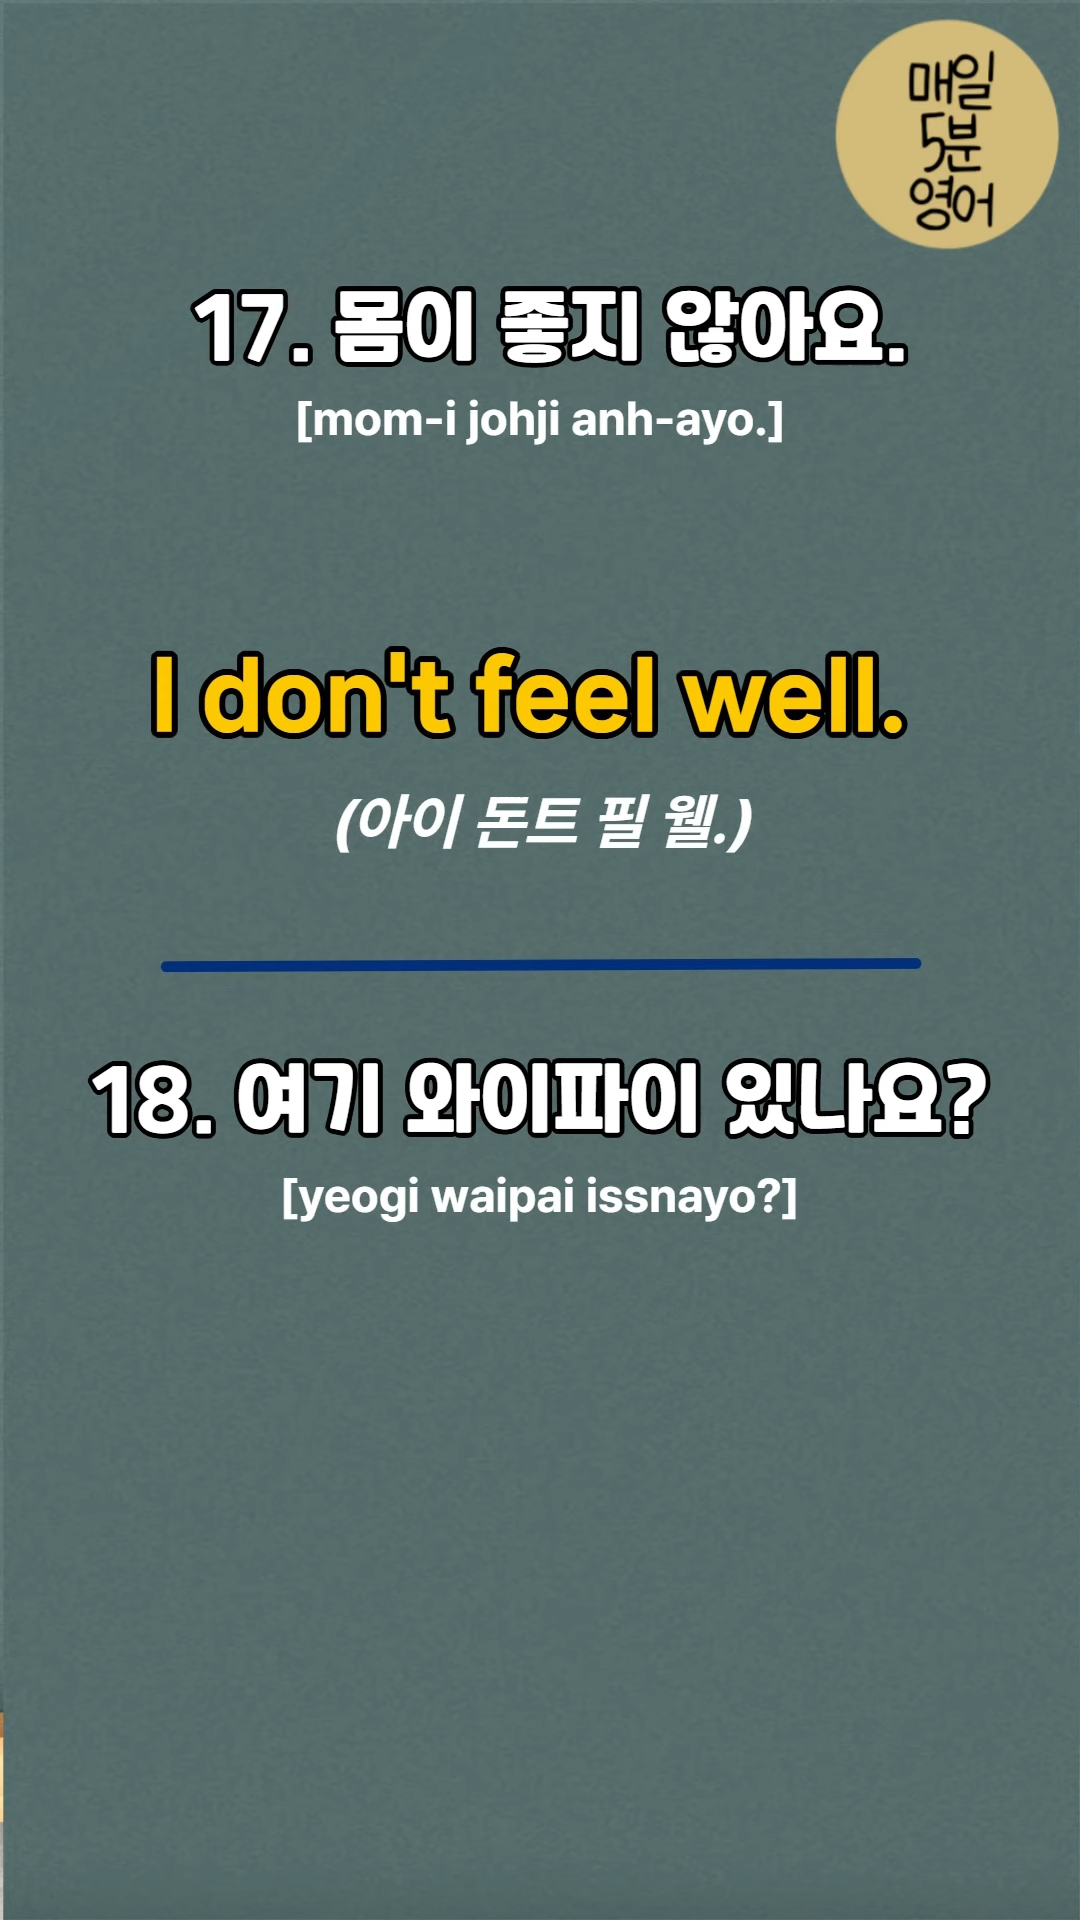 매일
5분
영어
17. 몸이 좋지 않아요.
[mom-i johji anh-ayo.]
I don't feel well.
(아이 돈트 필 웰.)
18. 여기 와이파이 있나요?
[yeogi waipai issnayo?]